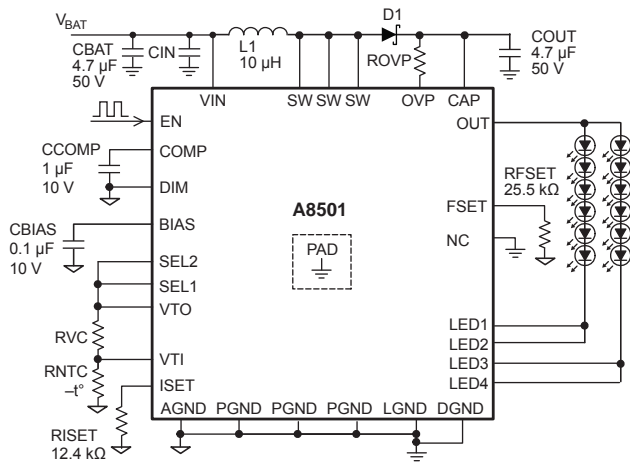 D1
VBAT
CBAT
4.7 µF
50 V
CIN
L1
10 µH
ROVP
COUT
4.7 µF
50 V
VIN
SW
SW
SW
OVP
CAP
EN
OUT
CCOMP
1 µF
10 V
COMP
DIM
RFSET
25.5 kΩ
A8501
FSET
CBIAS
0.1 µF
10 V
BIAS
PAD
NC
SEL2
SEL1
VTO
RVC
LED1
LED2
VTI
LED3
RNTC
–t°
ISET
LED4
AGND
PGND
PGND
PGND
LGND
DGND
RISET
12.4 kΩ